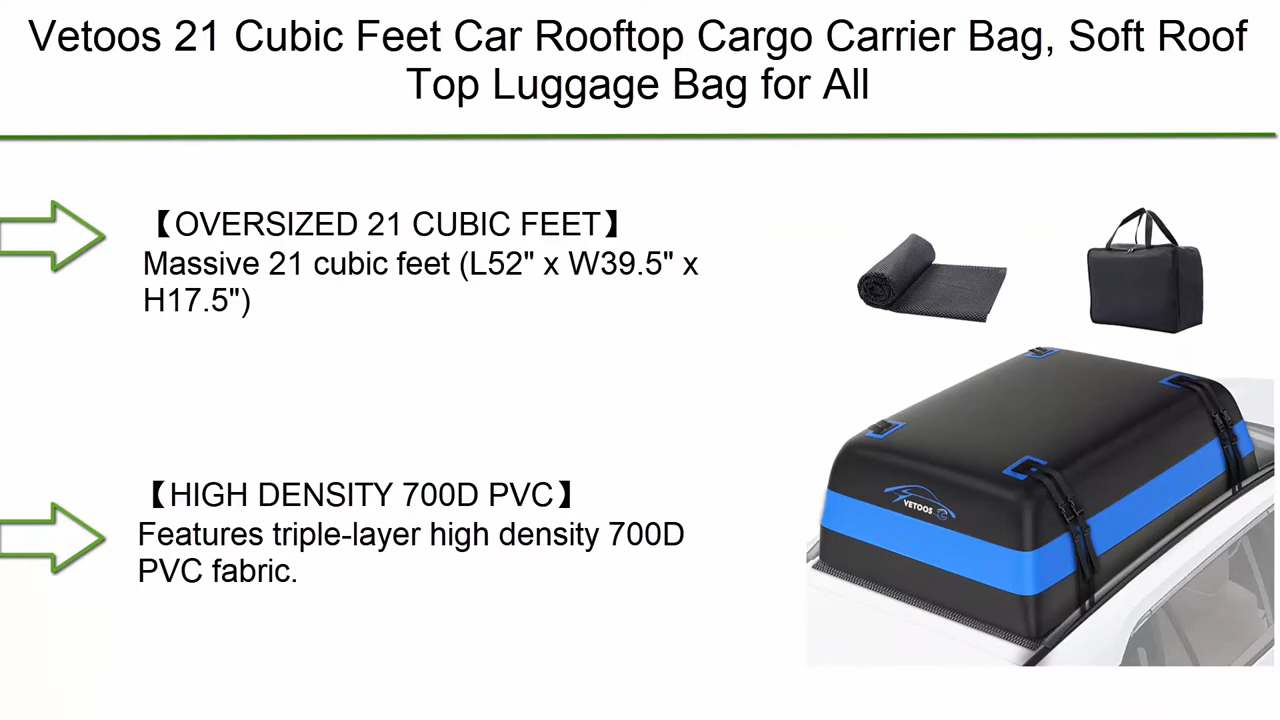 Vetoos 21 Cubic Feet Car Rooftop Cargo Carrier Bag, Soft Roof
Top Luggage Bag for All
【OVERSIZED 21 CUBIC FEET】
Massive 21 cubic feet (L52" x W39.5" x
H17.5")
【HIGH DENSITY 700D PVC】
Features triple-layer high density 700D
PVC fabric.
VETOOS